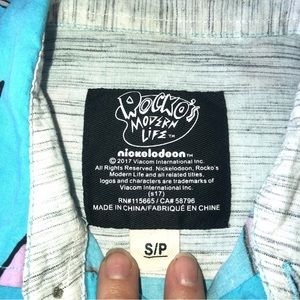 ROCKO'S
MODERN
LIFE™
nickelodeon
© 2017 Viacom International Inc.
All Rights Reserved. Nickelodeon, Rocko's
Modern Life and all related titles,
logos and characters are trademarks of
Viacom International Inc.
(s17)
RN#115665 / CA# 58796
MADE IN CHINA/FABRIQUÉ EN CHINE
S/P